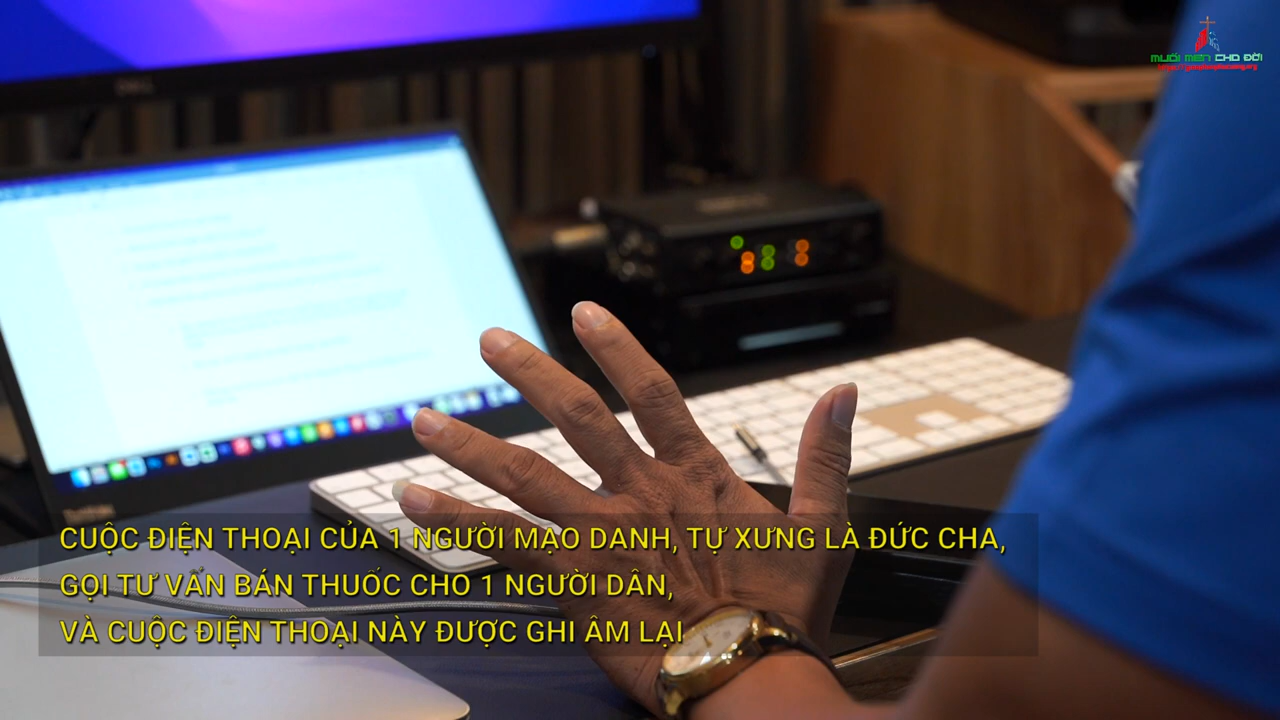 MUỐI MEN CHO ĐỜI
CUỘC ĐIỆN THOẠI CỦA 1 NGƯỜI MẠO DANH, TỰ XƯNG LÀ ĐỨC CHA,
GỌI TƯ VẤN BÁN THUỐC CHO 1 NGƯỜI DÂN,
VÀ CUỘC ĐIỆN THOẠI NÀY ĐƯỢC GHI ÂM LẠI
DELL